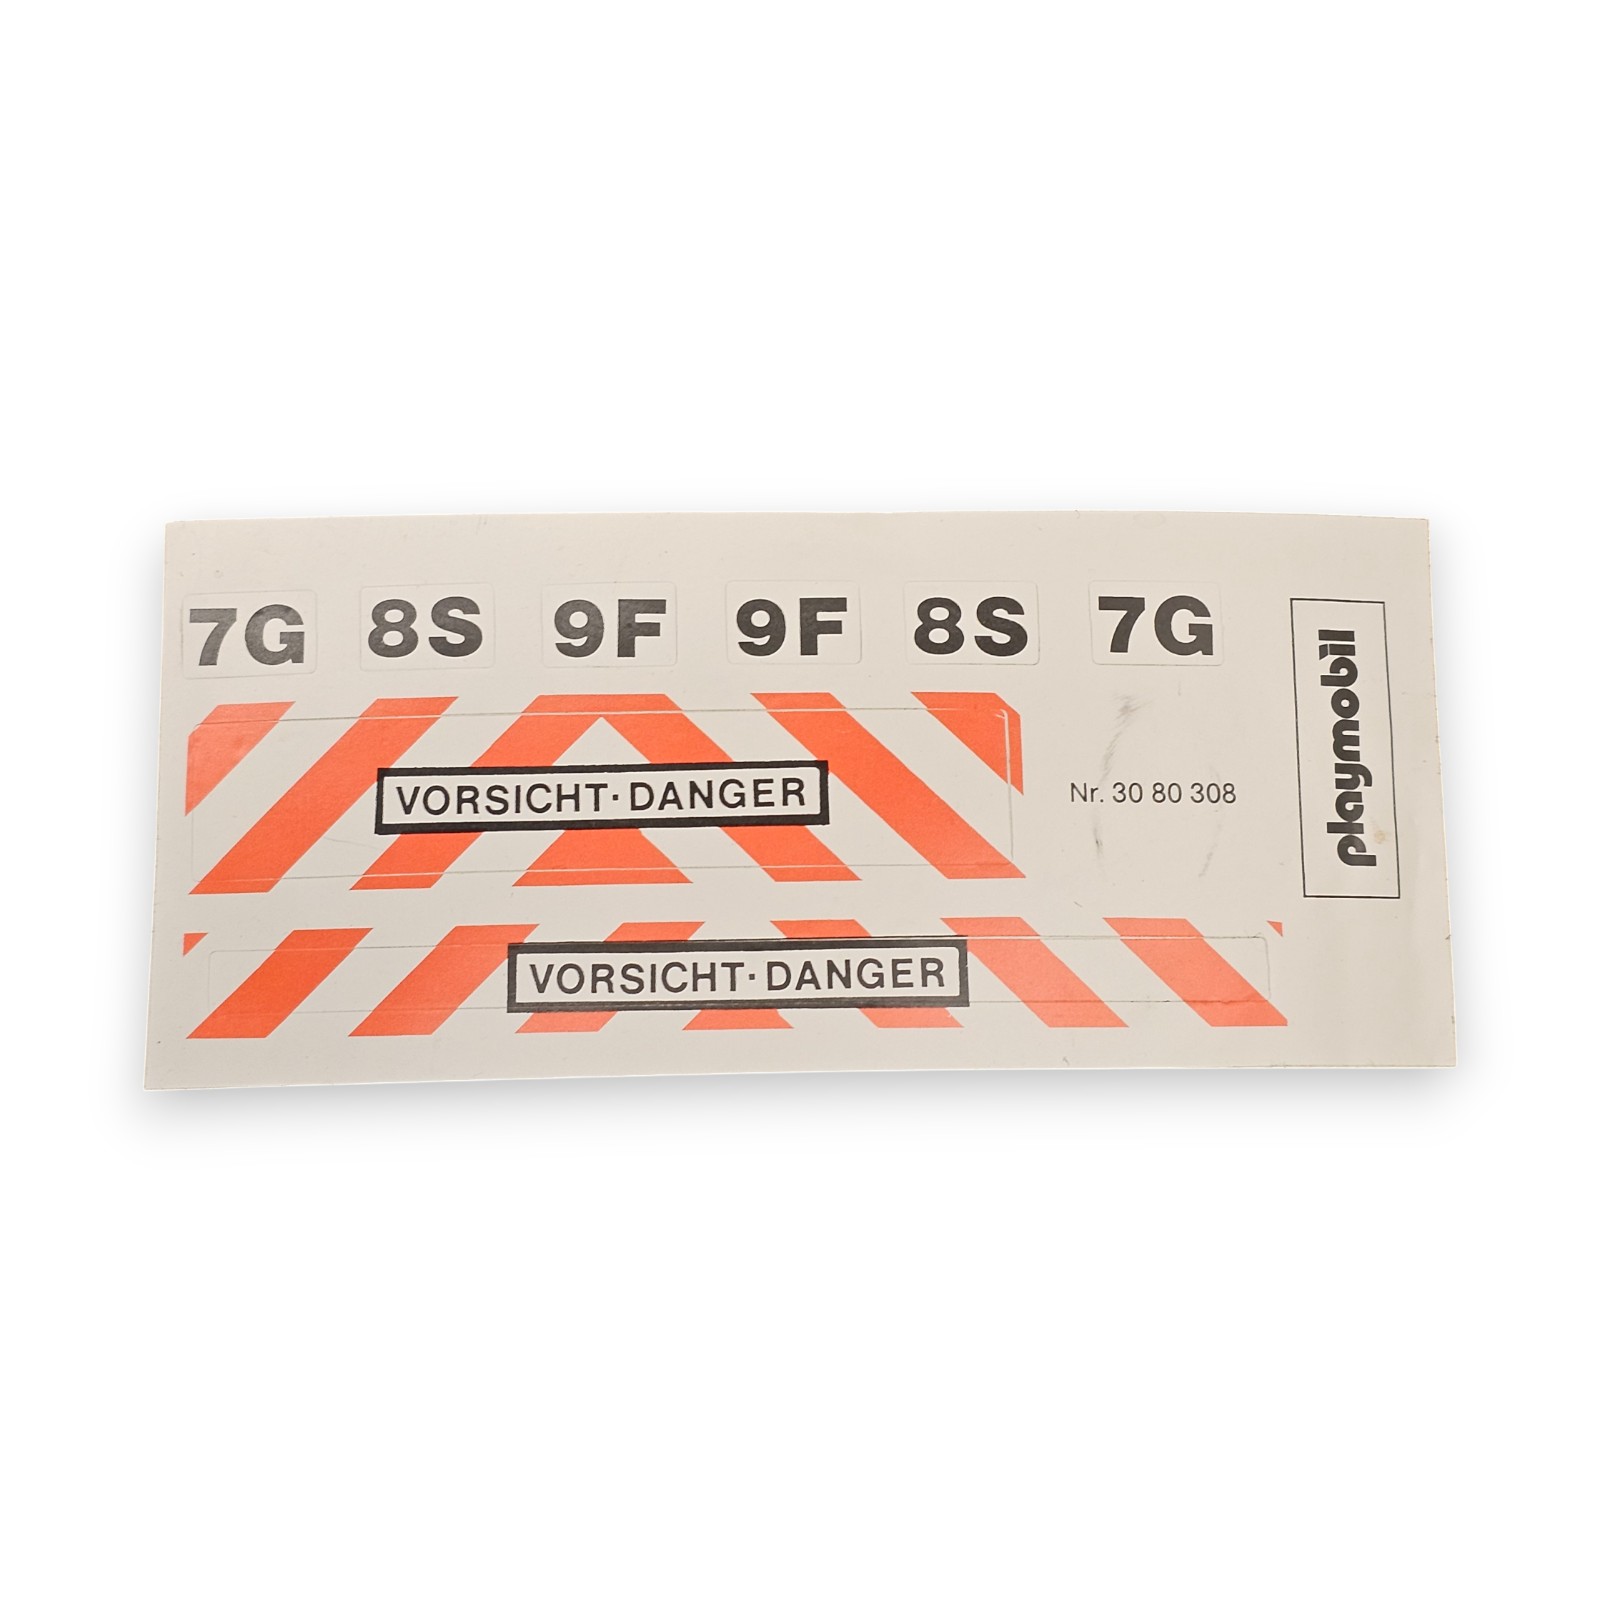 7G 8S 9F 9F 8S 7G
VORSICHT·DANGER
Nr. 30 80 308
VORSICHT·DANGER
playmobil